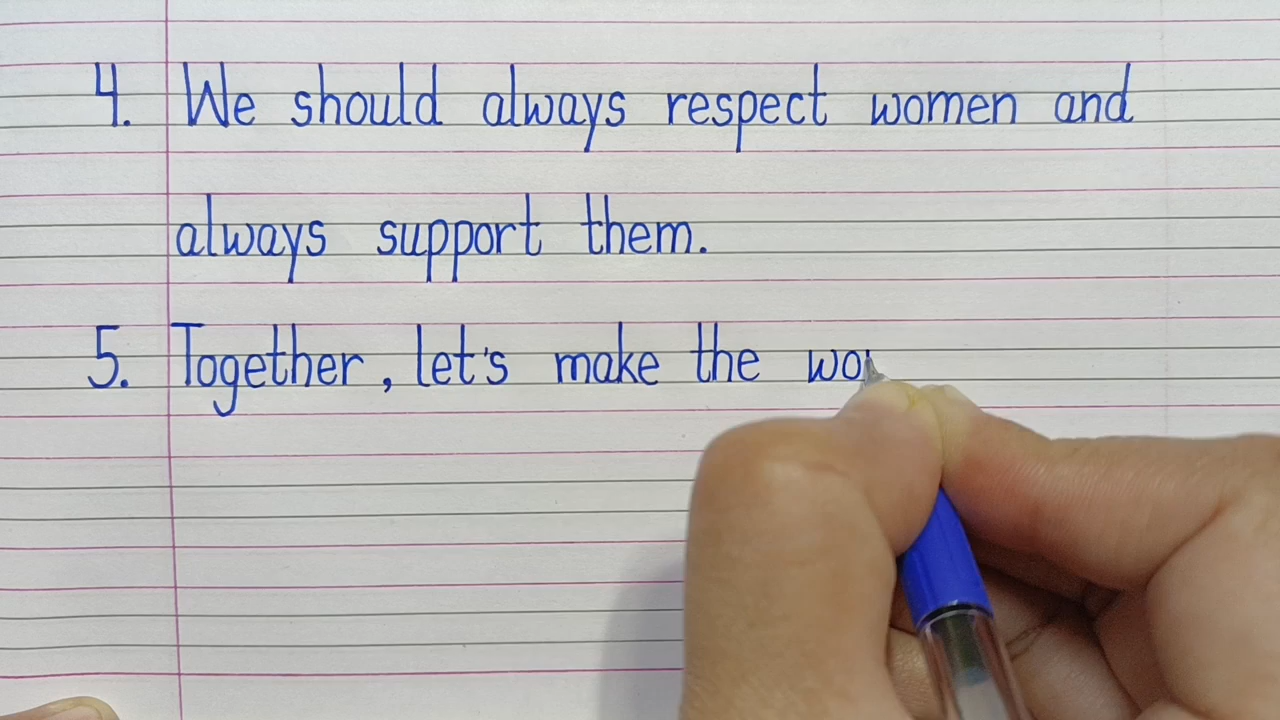 4. We should always respect women and
always support them.
5. Together, let's make the